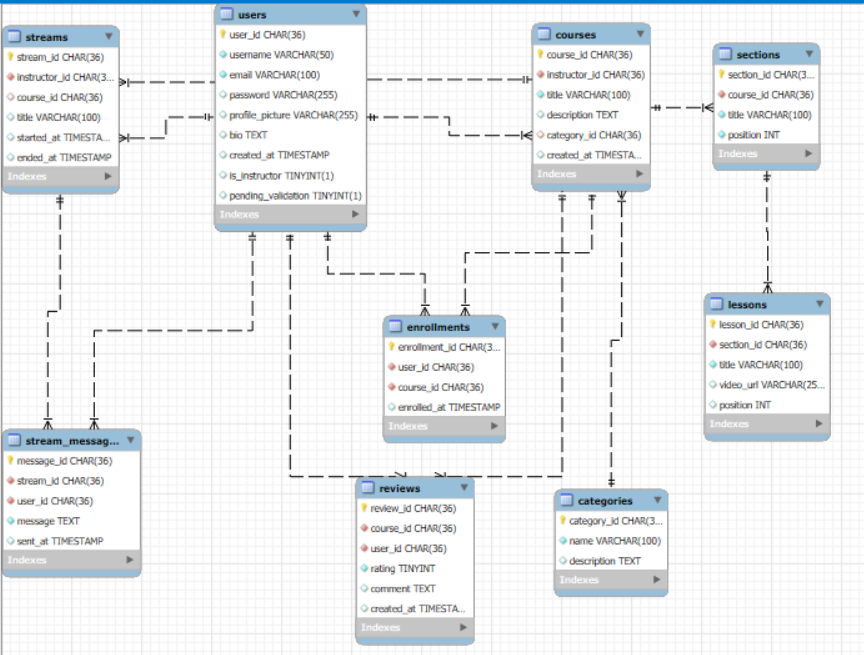 streams
stream_id CHAR(36)
instructor_id CHAR(3...
course_id CHAR(36)
title VARCHAR(100)
started_at TIMESTA...
ended_at TIMESTAMP
Indexes
users
user_id CHAR(36)
username VARCHAR(50)
email VARCHAR(100)
password VARCHAR(255)
profile_picture VARCHAR(255)
bio TEXT
created_at TIMESTAMP
is_instructor TINYINT(1)
pending_validation TINYINT(1)
Indexes
courses
course_id CHAR(36)
instructor_id CHAR(36)
title VARCHAR(100)
description TEXT
category_id CHAR(36)
created_at TIMESTA...
Indexes
sections
section_id CHAR(3...
course_id CHAR(36)
title VARCHAR(100)
position INT
Indexes
lessons
lesson_id CHAR(36)
section_id CHAR(36)
title VARCHAR(100)
video_url VARCHAR(25...
position INT
Indexes
enrollments
enrollment_id CHAR(3...
user_id CHAR(36)
course_id CHAR(36)
enrolled_at TIMESTAMP
Indexes
stream_messag...
message_id CHAR(36)
stream_id CHAR(36)
user_id CHAR(36)
message TEXT
sent_at TIMESTAMP
Indexes
reviews
review_id CHAR(36)
course_id CHAR(36)
user_id CHAR(36)
rating TINYINT
comment TEXT
created_at TIMESTA...
Indexes
categories
category_id CHAR(3...
name VARCHAR(100)
description TEXT
Indexes